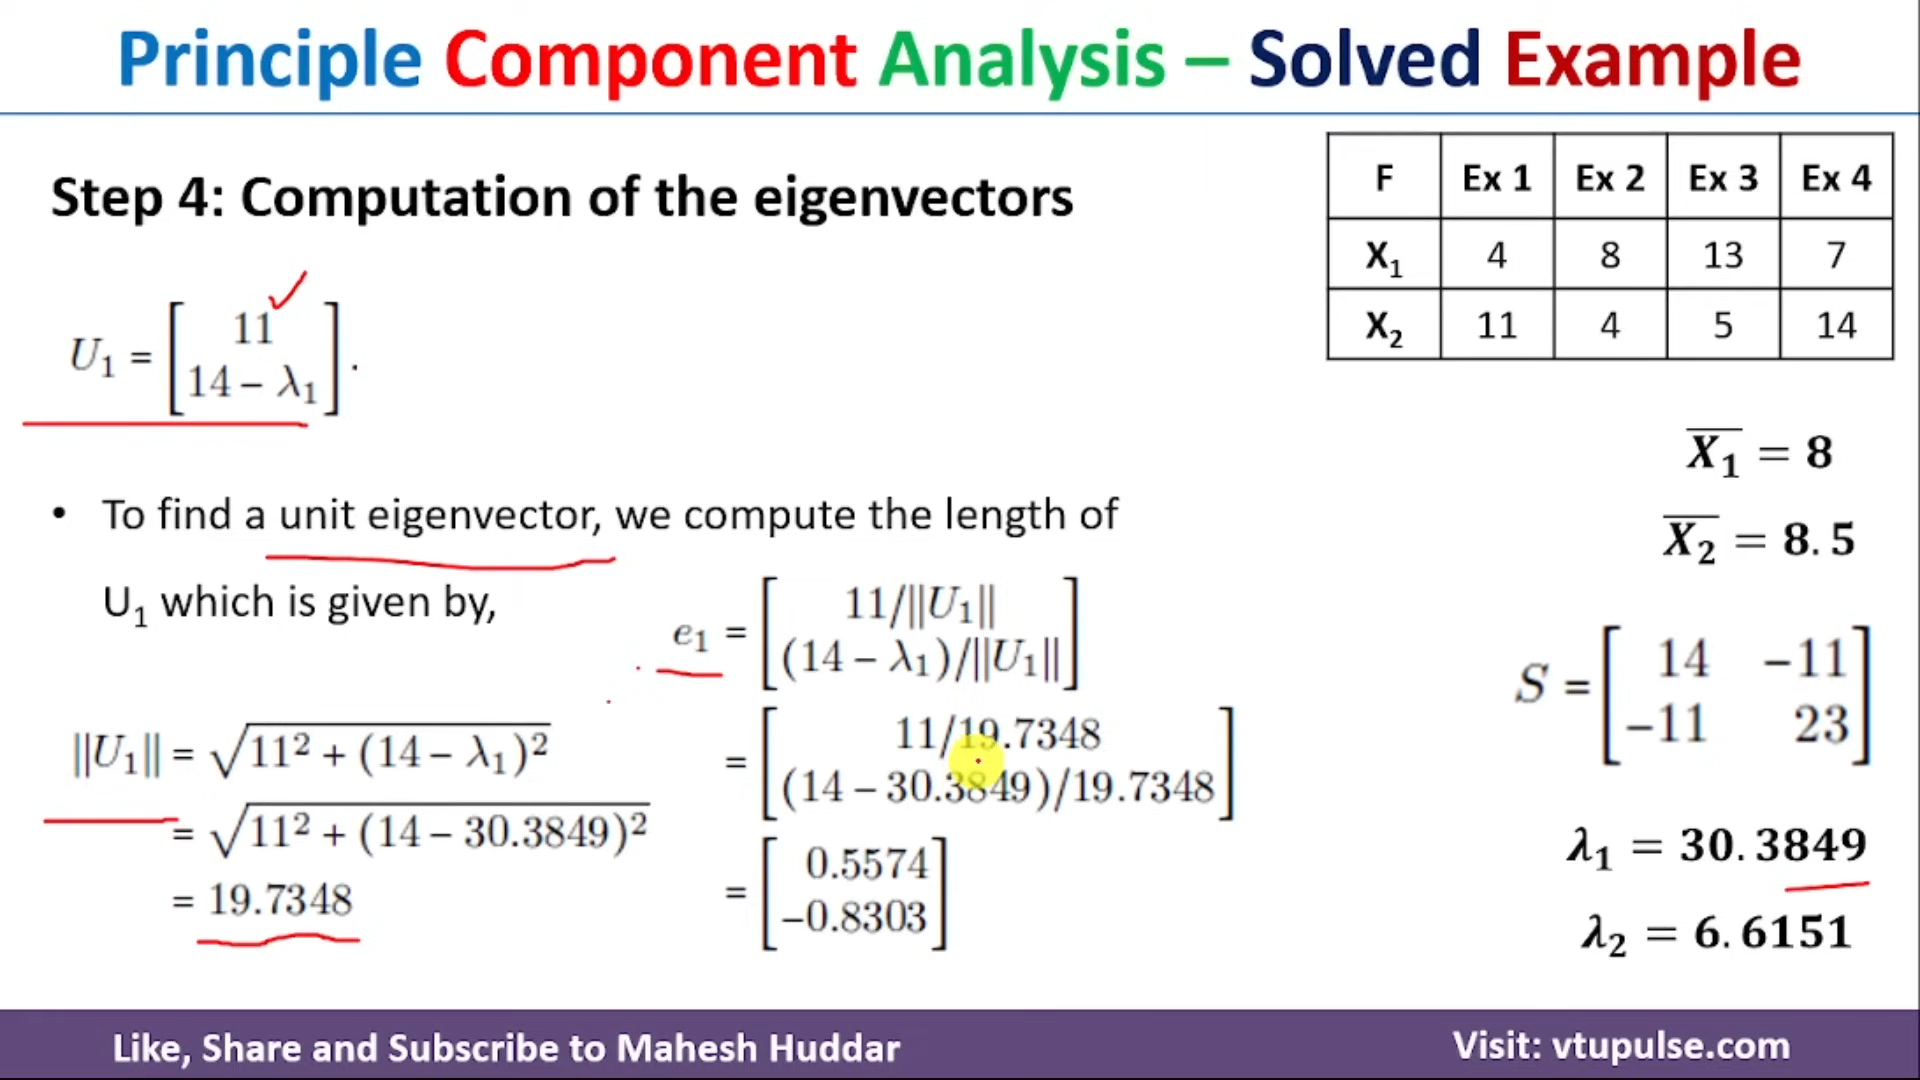 Principle Component Analysis – Solved Example
Step 4: Computation of the eigenvectors
F Ex 1 Ex 2 Ex 3 Ex 4
X₁ 4 8 13 7
X₂ 11 4 5 14
U₁ = [ 11
14 – λ₁ ] .
• To find a unit eigenvector, we compute the length of
U₁ which is given by,
||U₁|| = √(11² + (14 – λ₁)²)
= √(11² + (14 – 30.3849)²)
= 19.7348
e₁ = [ 11/||U₁||
(14 – λ₁)/||U₁|| ]
= [ 11/19.7348
(14 – 30.3849)/19.7348 ]
= [ 0.5574
–0.8303 ]
X̅₁ = 8
X̅₂ = 8.5
S = [ 14 –11
–11 23 ]
λ₁ = 30.3849
λ₂ = 6.6151
Like, Share and Subscribe to Mahesh Huddar
Visit: vtupulse.com